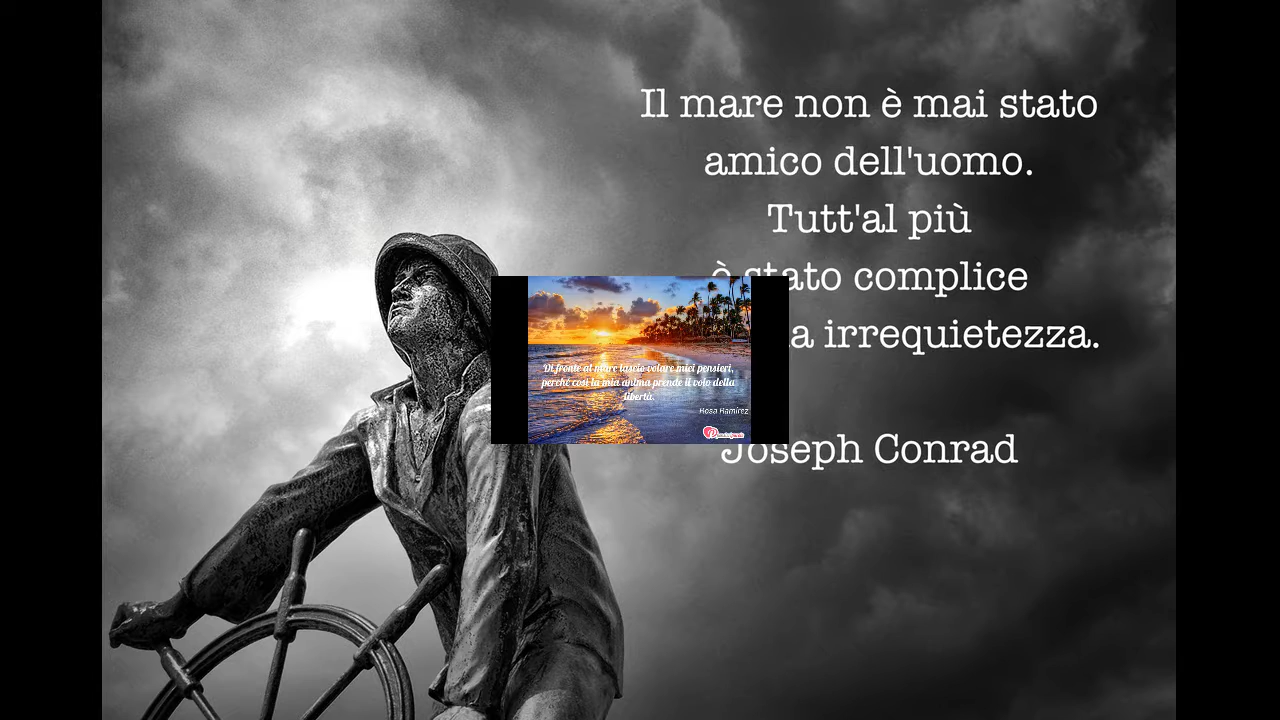 Il mare non è mai stato
amico dell'uomo.
Tutt'al più
è stato complice
irrequietezza.
Joseph Conrad
Di fronte al mare lascio volare miei pensieri,
perché così la mia anima prende il volo della
libertà.
Rosa Ramirez